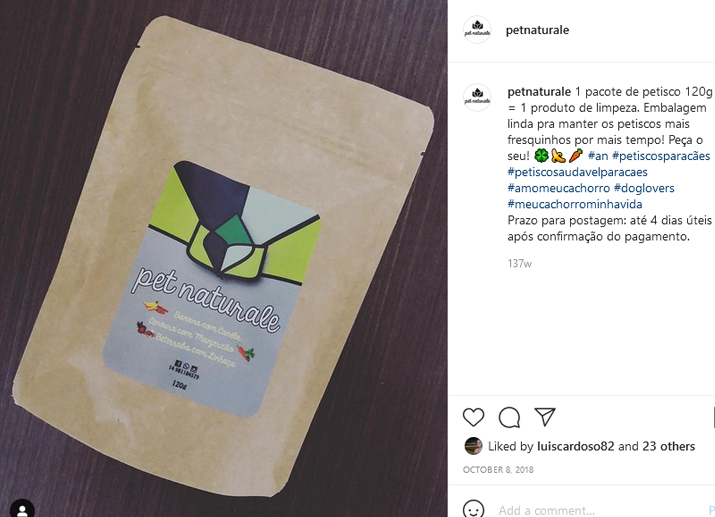 petnaturale
petnaturale 1 pacote de petisco 120g
= 1 produto de limpeza. Embalagem
linda pra manter os petiscos mais
fresquinhos por mais tempo! Peça o
seu! 🍀🍌🥕 #an #petiscosparacães
#petiscosaudavelparacaes
#amomeucachorro #doglovers
#meucachorrominhavida
Prazo para postagem: até 4 dias úteis
após confirmação do pagamento.
137w
pet naturale
Banana com Canela
Cenoura com Manjericão
Beterraba com Linhaça
120g
Liked by luiscardoso82 and 23 others
OCTOBER 8, 2018
Add a comment...